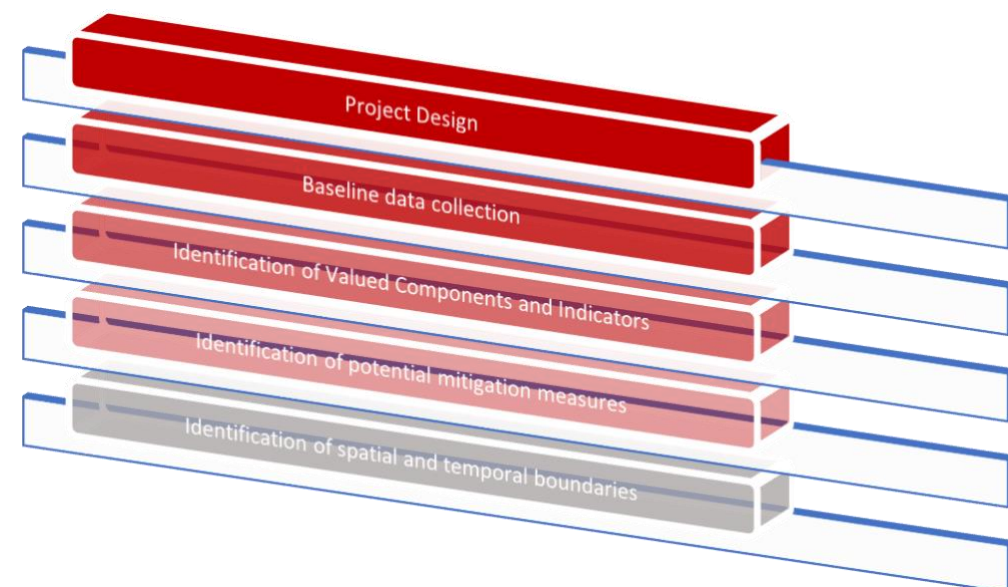 Project Design
Baseline data collection
Identification of Valued Components and Indicators
Identification of potential mitigation measures
Identification of spatial and temporal boundaries